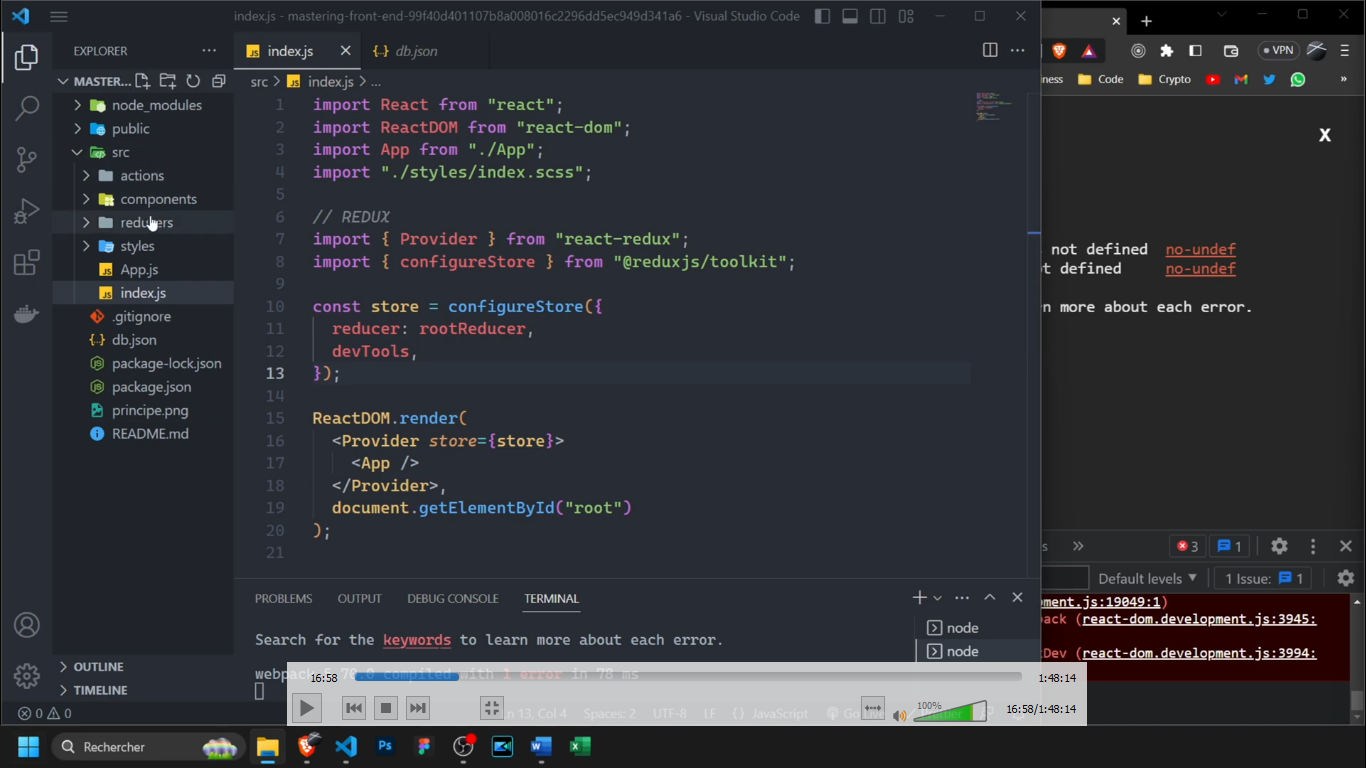 index.js - mastering-front-end-99f40d401107b8a008016c2296dd5ec949d341a6 - Visual Studio Code
EXPLORER
MASTER...
node_modules
public
src
actions
components
reducers
styles
App.js
index.js
.gitignore
db.json
package-lock.json
package.json
principe.png
README.md
OUTLINE
TIMELINE
0 0
index.js
db.json
src > index.js > ...
1 import React from "react";
2 import ReactDOM from "react-dom";
3 import App from "./App";
4 import "./styles/index.scss";
5
6 // REDUX
7 import { Provider } from "react-redux";
8 import { configureStore } from "@reduxjs/toolkit";
9
10 const store = configureStore({
11 reducer: rootReducer,
12 devTools,
13 });
14
15 ReactDOM.render(
16 <Provider store={store}>
17 <App />
18 </Provider>,
19 document.getElementById("root")
20 );
21
PROBLEMS OUTPUT DEBUG CONSOLE TERMINAL
Search for the keywords to learn more about each error.
webpack 5.70.0 compiled with 1 error in 78 ms
node
node
Ln 13, Col 4 Spaces: 2 UTF-8 LF {} JavaScript
16:58
1:48:14
100%
16:58/1:48:14
VPN
iness Code Crypto
X
not defined no-undef
t defined no-undef
n more about each error.
s
3 1
Default levels
1 Issue: 1
ment.js:19049:1)
ack (react-dom.development.js:3945:
Dev (react-dom.development.js:3994:
Rechercher
Ps